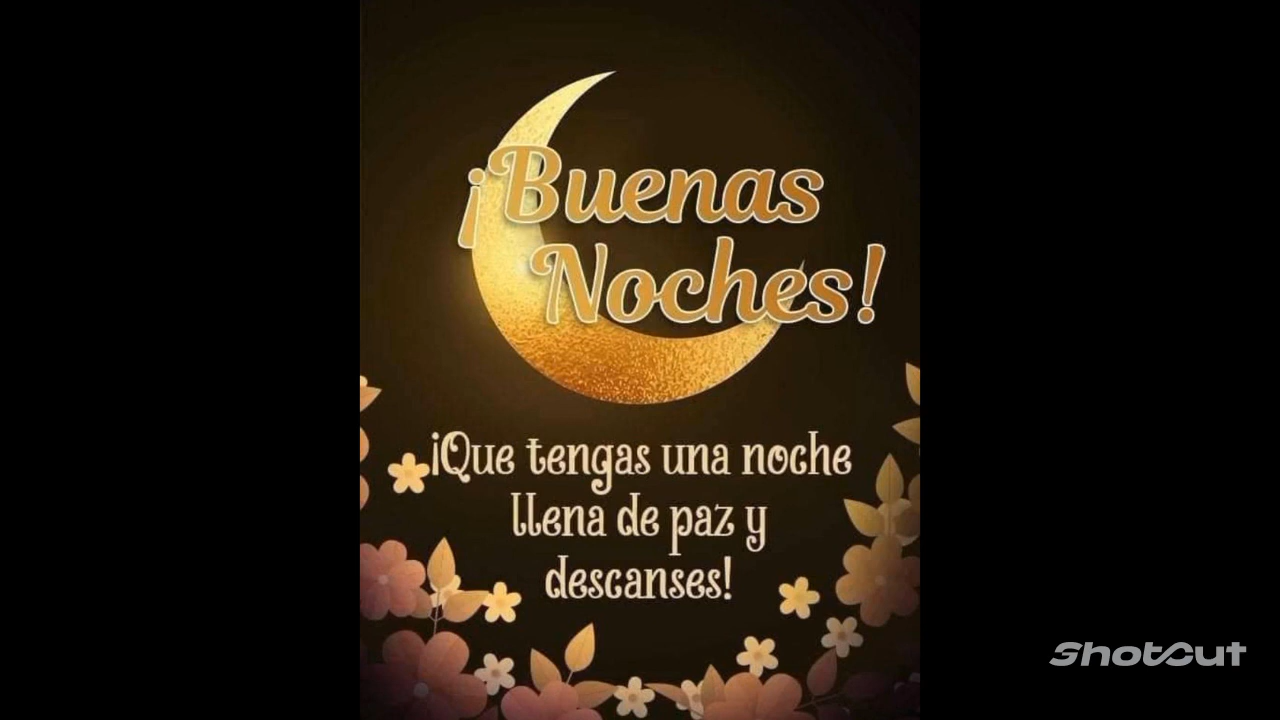 ¡Buenas
Noches!
¡Que tengas una noche
llena de paz y
descanses!
ShotCut